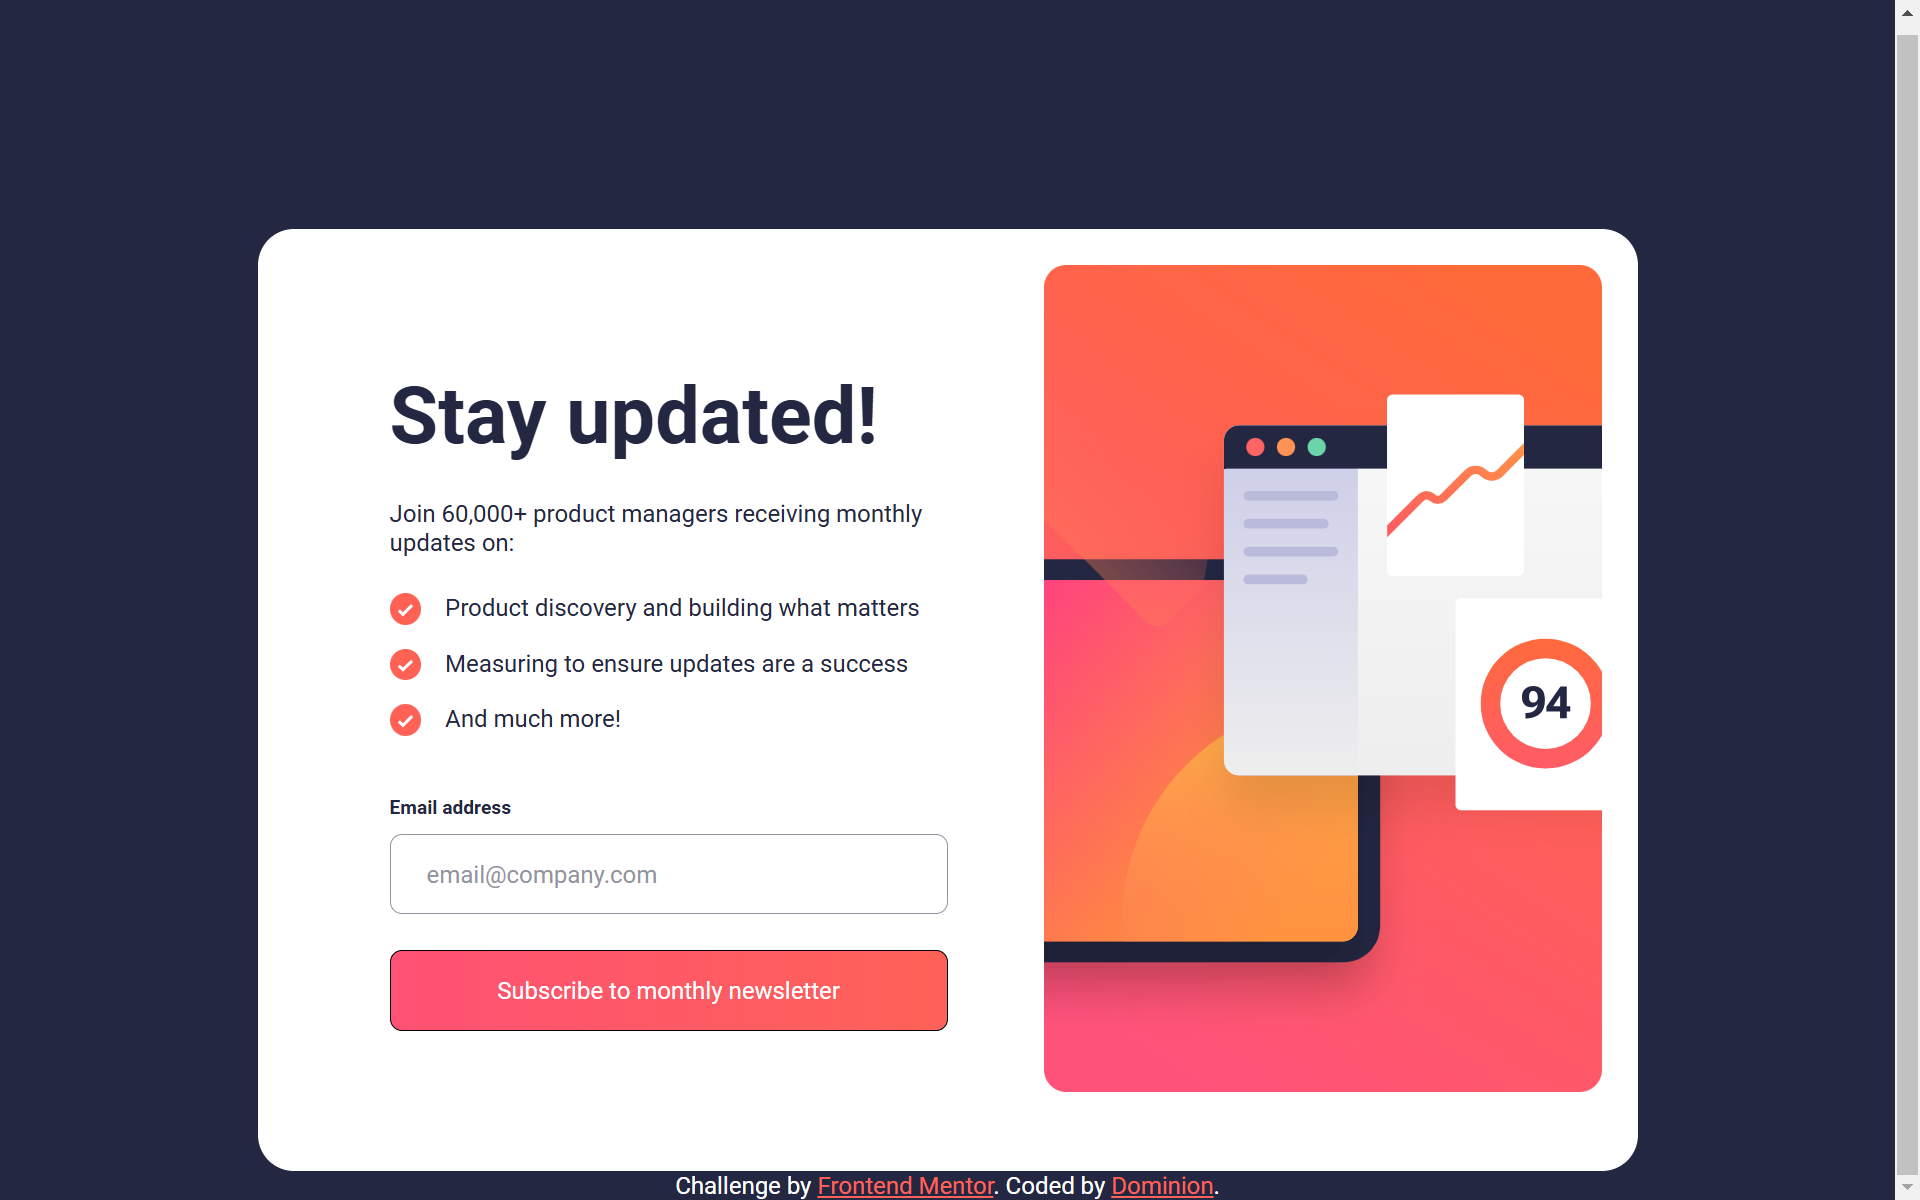 Stay updated!
Join 60,000+ product managers receiving monthly
updates on:
Product discovery and building what matters
Measuring to ensure updates are a success
And much more!
Email address
email@company.com
Subscribe to monthly newsletter
94
Challenge by Frontend Mentor. Coded by Dominion.